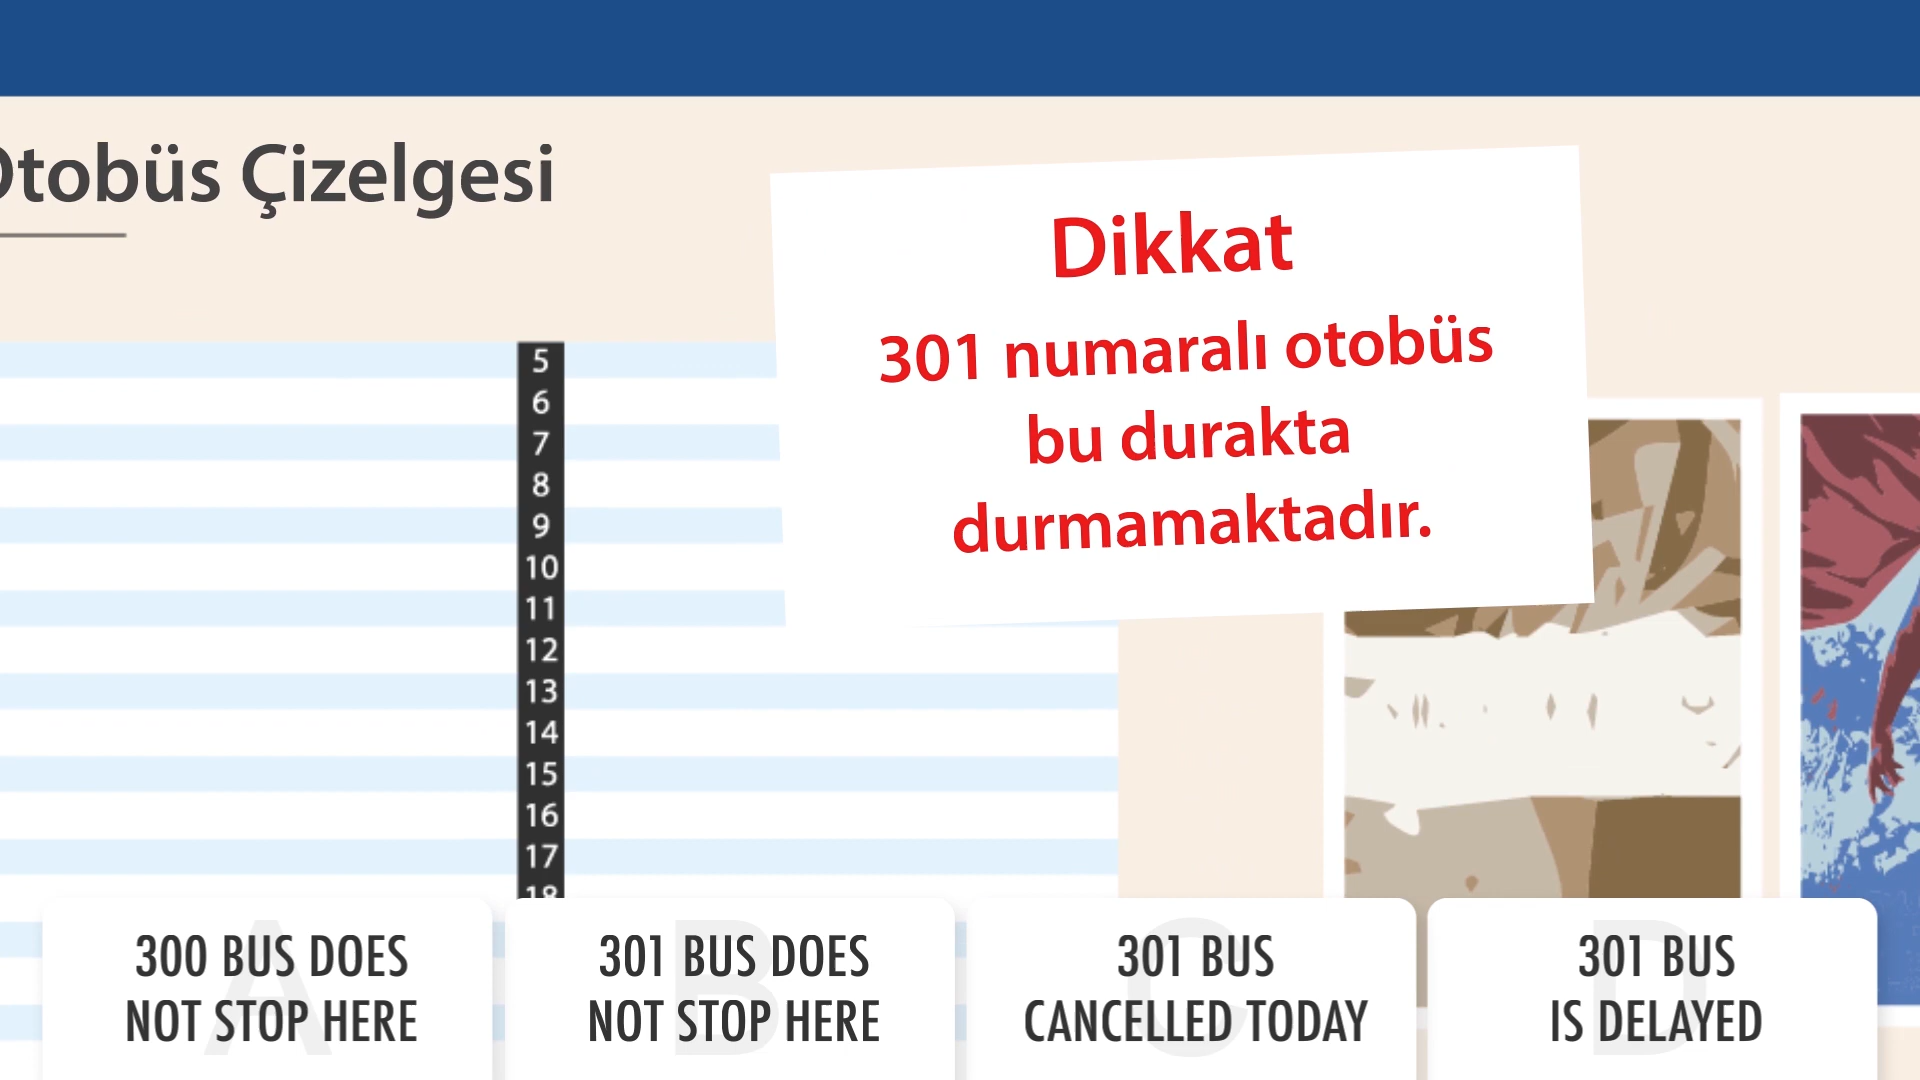 Otobüs Çizelgesi
Dikkat
301 numaralı otobüs
bu durakta
durmamaktadır.
5
6
7
8
9
10
11
12
13
14
15
16
17
18
A
300 BUS DOES
NOT STOP HERE
B
301 BUS DOES
NOT STOP HERE
C
301 BUS
CANCELLED TODAY
D
301 BUS
IS DELAYED